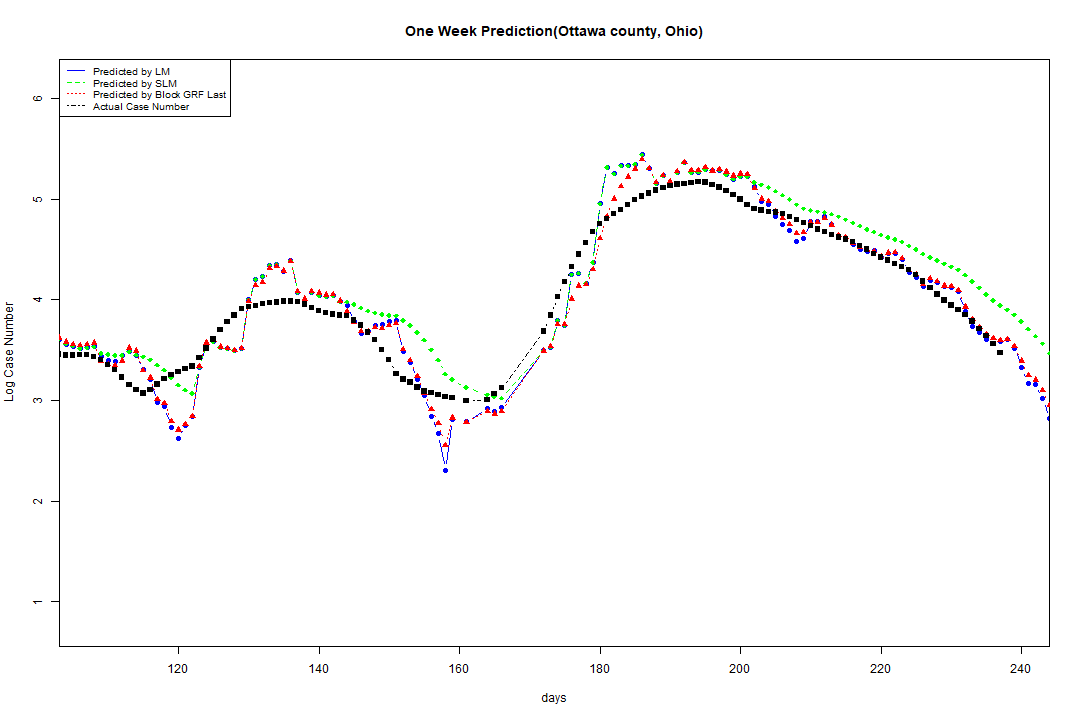 One Week Prediction(Ottawa county, Ohio)
Predicted by LM
Predicted by SLM
Predicted by Block GRF Last
Actual Case Number
6
5
4
3
2
1
Log Case Number
120 140 160 180 200 220 240
days